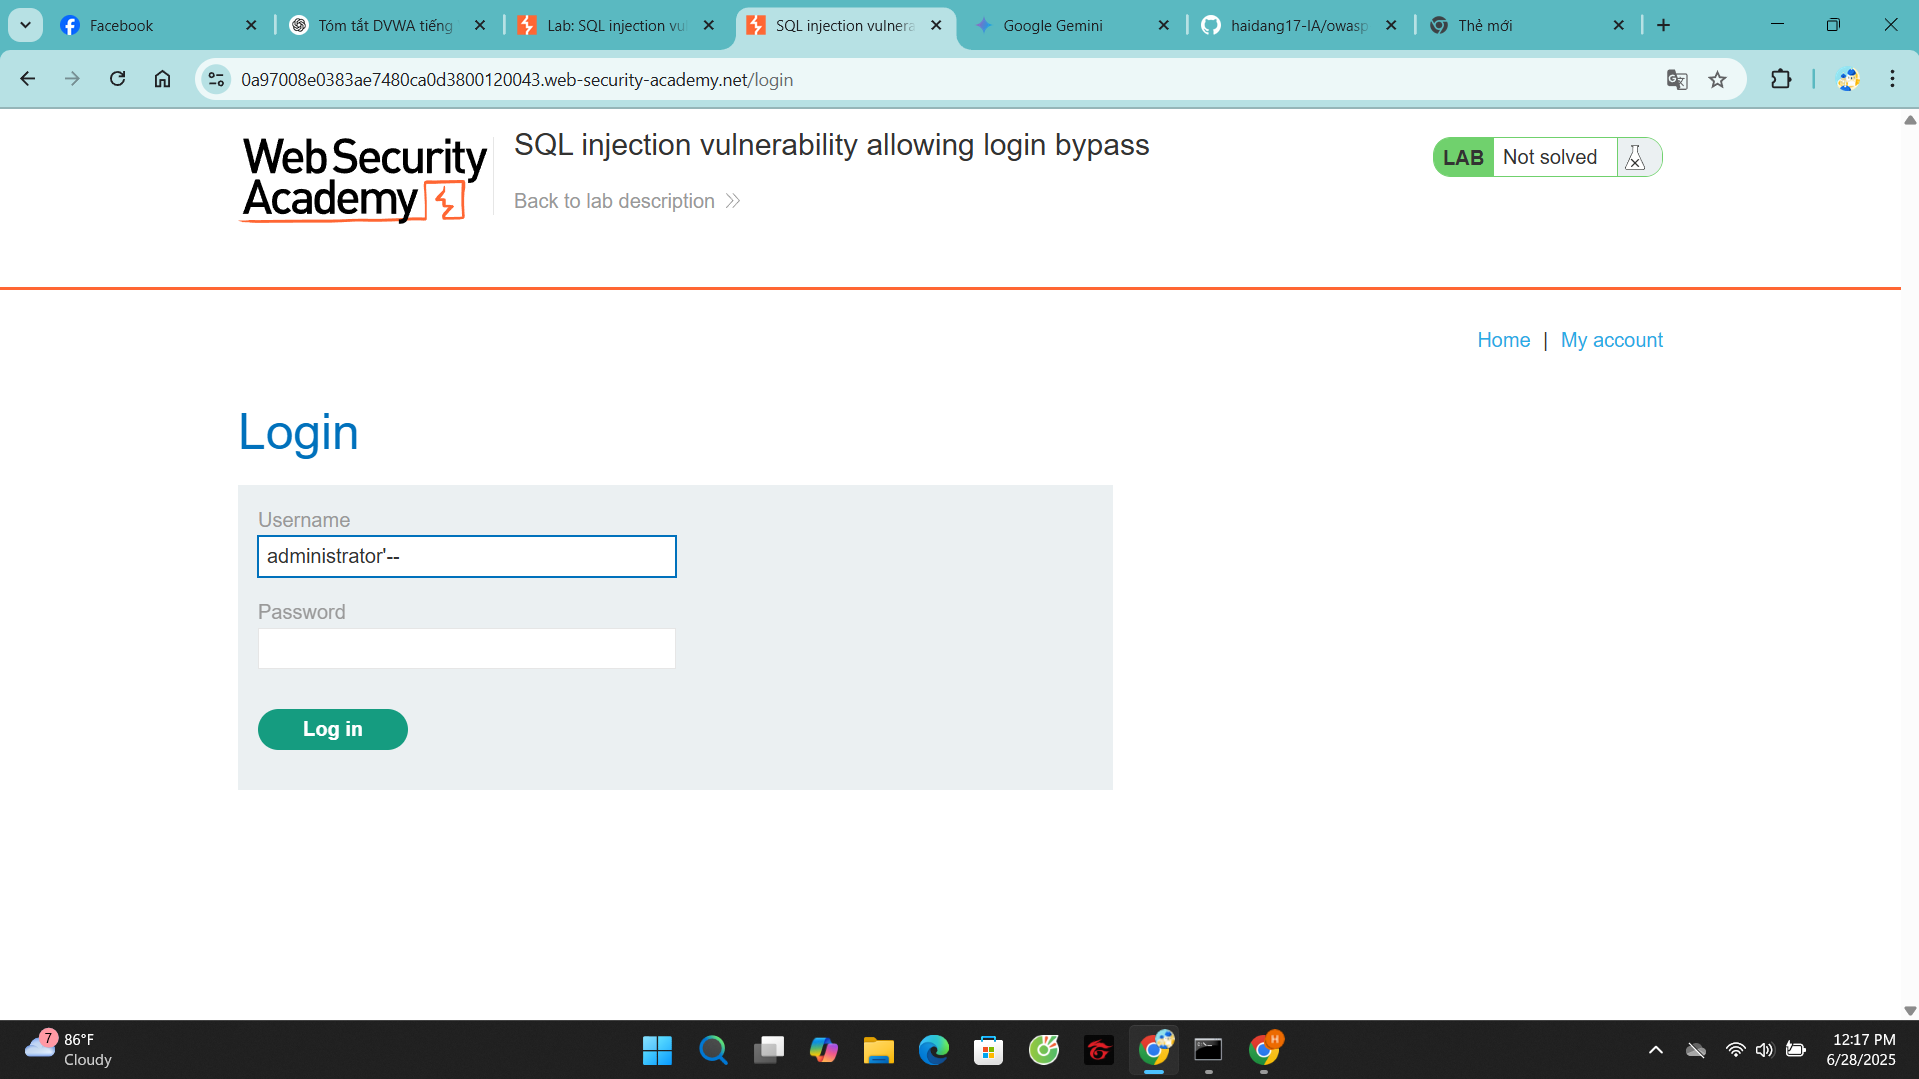 Facebook
Tóm tắt DVWA tiếng
Lab: SQL injection vul
SQL injection vulnera
Google Gemini
haidang17-IA/owasp
Thẻ mới
0a97008e0383ae7480ca0d3800120043.web-security-academy.net/login
Web Security
Academy
SQL injection vulnerability allowing login bypass
Back to lab description
LAB Not solved
Home | My account
Login
Username
administrator'--
Password
Log in
7
86°F
Cloudy
H
12:17 PM
6/28/2025